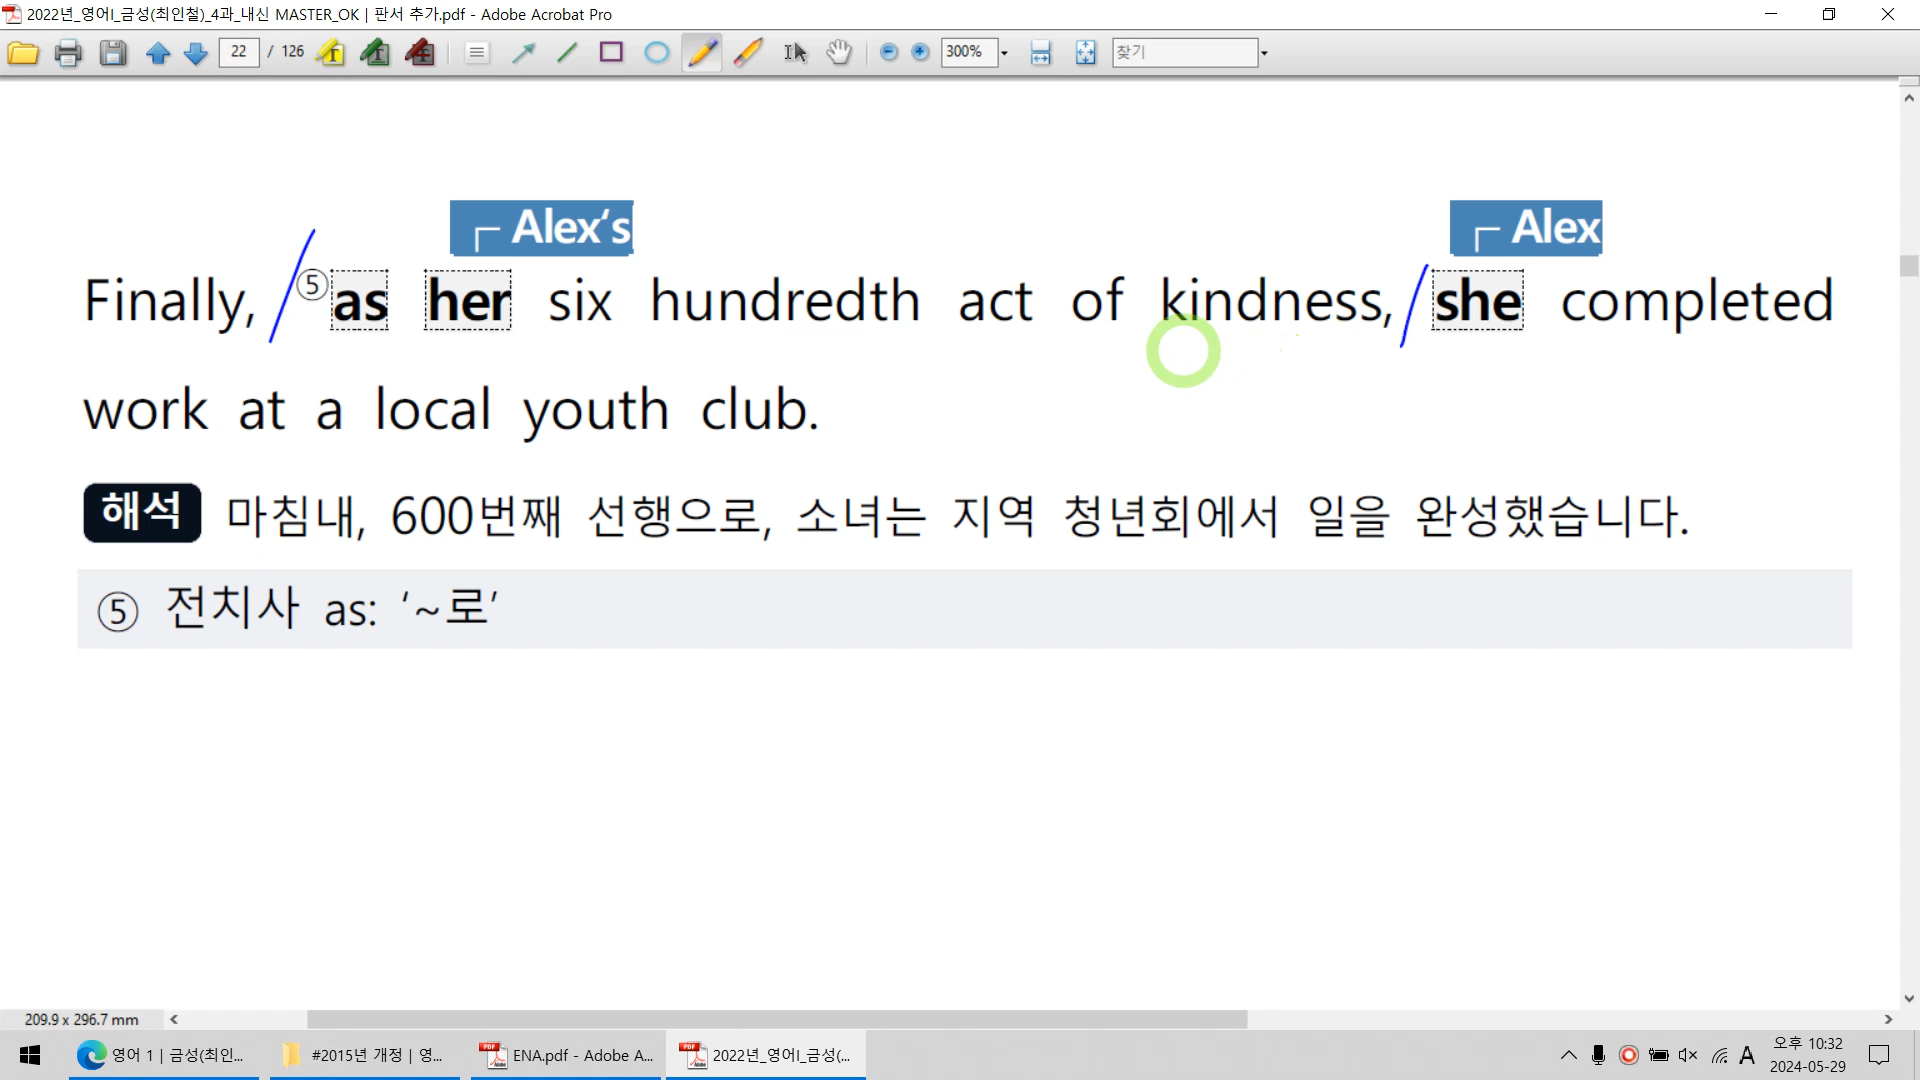 2022년_영어I_금성(최인철)_4과_내신 MASTER_OK | 판서 추가.pdf - Adobe Acrobat Pro
22 / 126 300% 찾기
┌ Alex‘s ┌ Alex
Finally, ⑤as her six hundredth act of kindness, she completed
work at a local youth club.
해석 마침내, 600번째 선행으로, 소녀는 지역 청년회에서 일을 완성했습니다.
⑤ 전치사 as: ‘~로’
209.9 x 296.7 mm
영어 1 | 금성(최인... #2015년 개정 | 영... ENA.pdf - Adobe A... 2022년_영어I_금성(... A 오후 10:32
2024-05-29